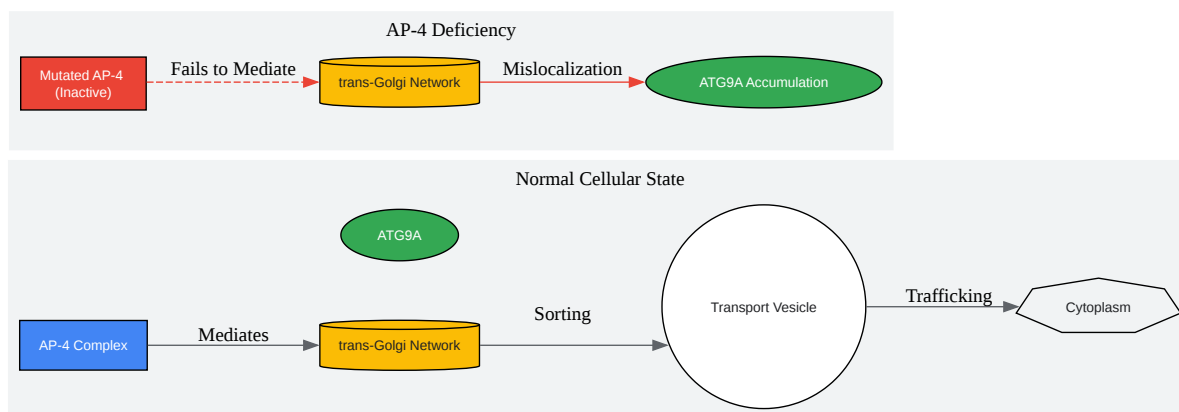 AP-4 Deficiency
Mutated AP-4
(Inactive)
Fails to Mediate
trans-Golgi Network
Mislocalization
ATG9A Accumulation
Normal Cellular State
ATG9A
AP-4 Complex
Mediates
trans-Golgi Network
Sorting
Transport Vesicle
Trafficking
Cytoplasm